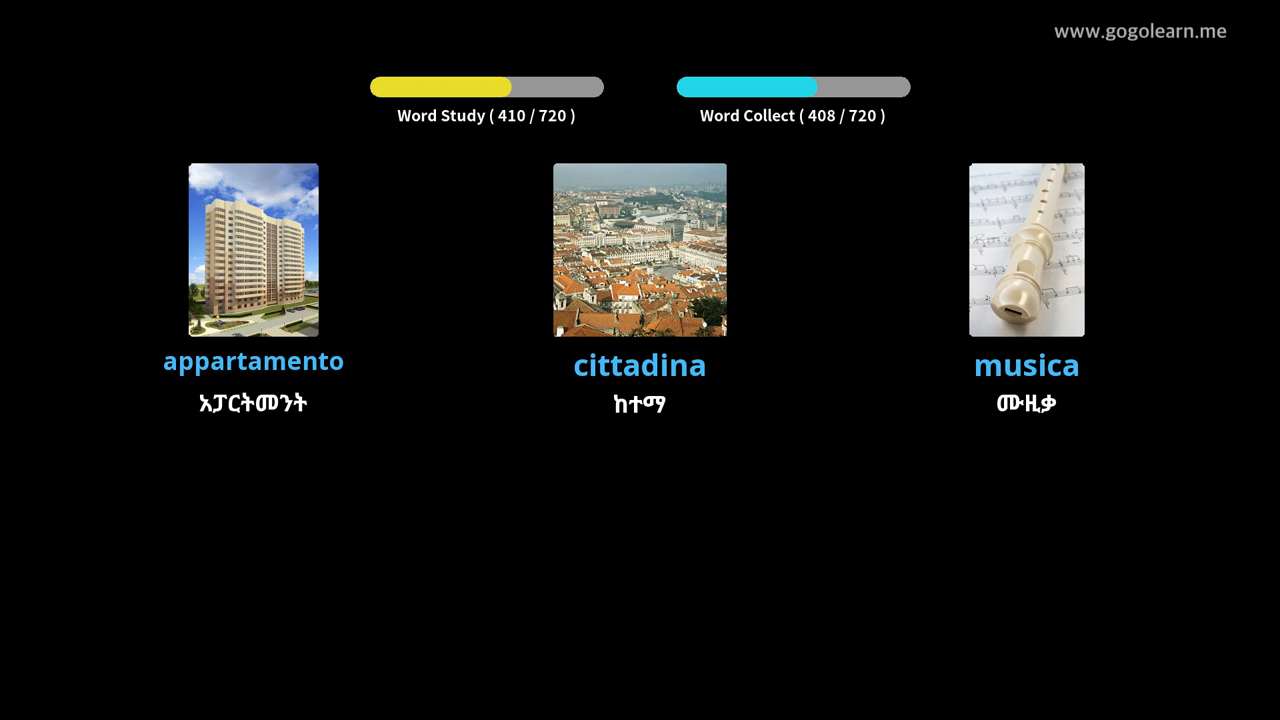 www.gogolearn.me
Word Study ( 410 / 720 )
Word Collect ( 408 / 720 )
appartamento
cittadina
musica
አፓርትመንት
ከተማ
ሙዚቃ